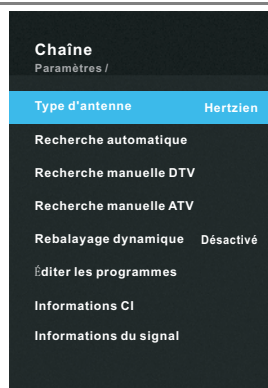 Chaîne
Paramètres /
Type d'antenne Hertzien
Recherche automatique
Recherche manuelle DTV
Recherche manuelle ATV
Rebalayage dynamique Désactivé
Éditer les programmes
Informations CI
Informations du signal